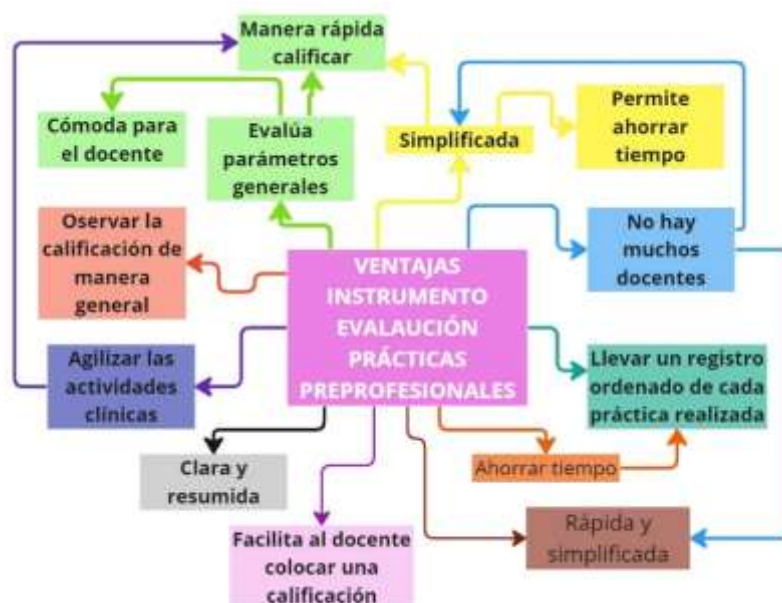 Manera rápida
calificar
Cómoda para
el docente
Evalúa
parámetros
generales
Simplificada
Permite
ahorrar
tiempo
Oservar la
calificación de
manera
general
No hay
muchos
docentes
VENTAJAS
INSTRUMENTO
EVALAUCIÓN
PRÁCTICAS
PREPROFESIONALES
Agilizar las
actividades
clínicas
Llevar un registro
ordenado de cada
práctica realizada
Clara y
resumida
Ahorrar tiempo
Facilita al docente
colocar una
calificación
Rápida y
simplificada